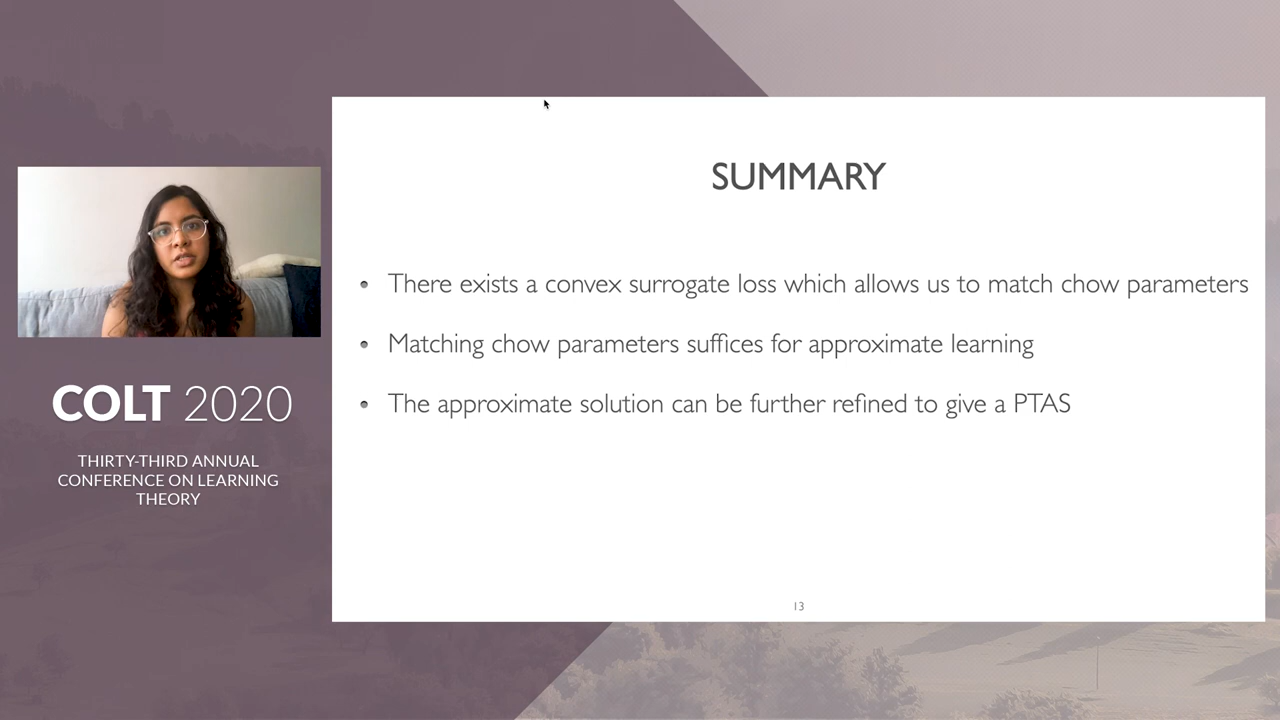 SUMMARY
• There exists a convex surrogate loss which allows us to match chow parameters
• Matching chow parameters suffices for approximate learning
• The approximate solution can be further refined to give a PTAS
13
COLT 2020
THIRTY-THIRD ANNUAL
CONFERENCE ON LEARNING
THEORY